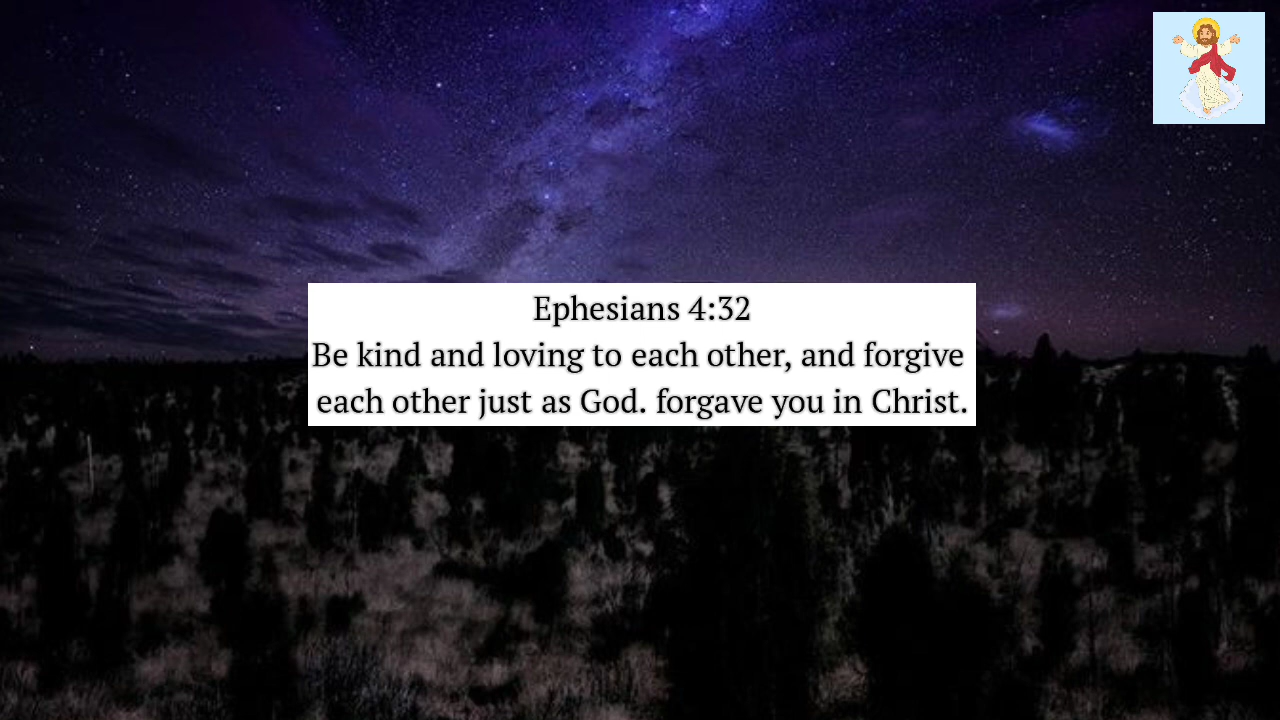 Ephesians 4:32
Be kind and loving to each other, and forgive
each other just as God. forgave you in Christ.